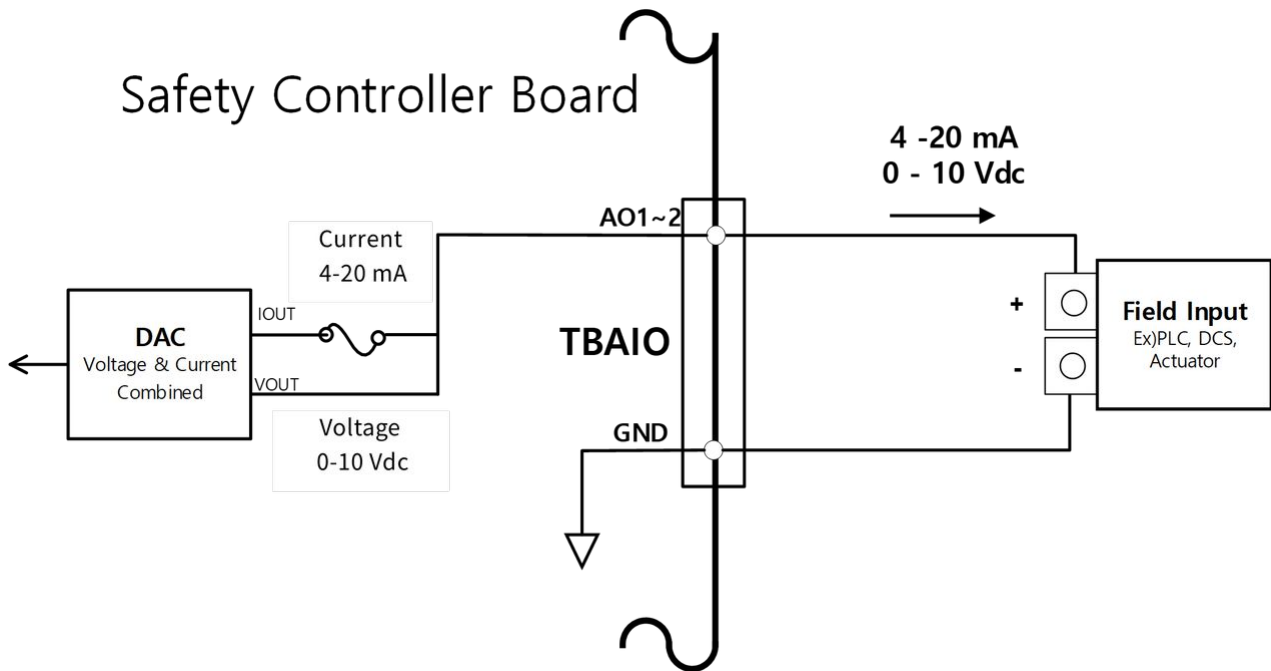 Safety Controller Board
4 -20 mA
0 - 10 Vdc
AO1~2
Current
4-20 mA
IOUT
DAC
Voltage & Current
Combined
VOUT
Voltage
0-10 Vdc
TBAIO
GND
+
-
Field Input
Ex)PLC, DCS,
Actuator